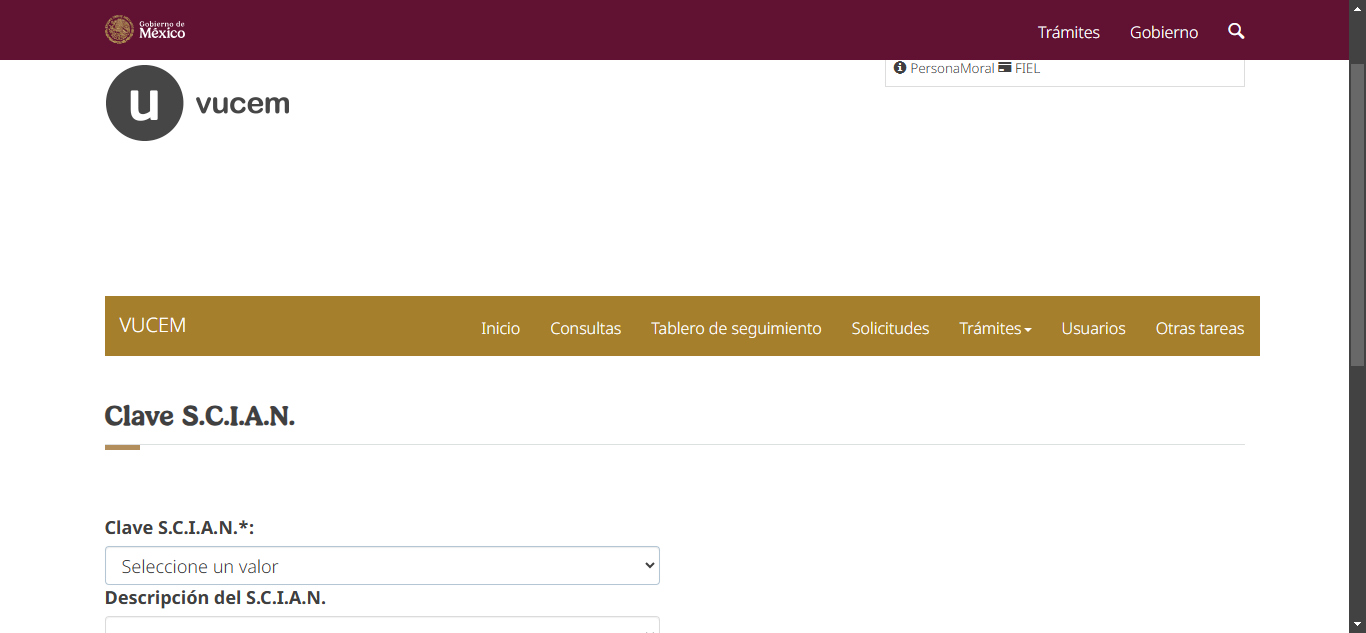 Gobierno de
México
Trámites Gobierno
PersonaMoral FIEL
u vucem
VUCEM Inicio Consultas Tablero de seguimiento Solicitudes Trámites Usuarios Otras tareas
Clave S.C.I.A.N.
Clave S.C.I.A.N.*:
Seleccione un valor
Descripción del S.C.I.A.N.